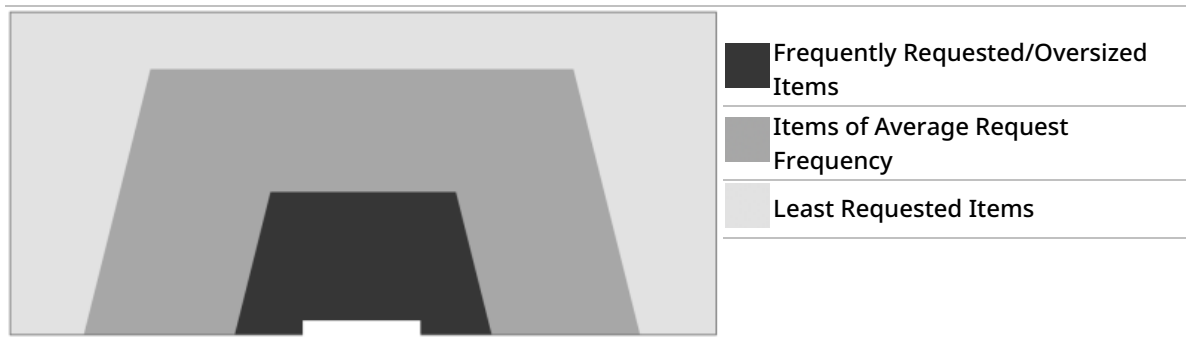 Frequently Requested/Oversized
Items
Items of Average Request
Frequency
Least Requested Items